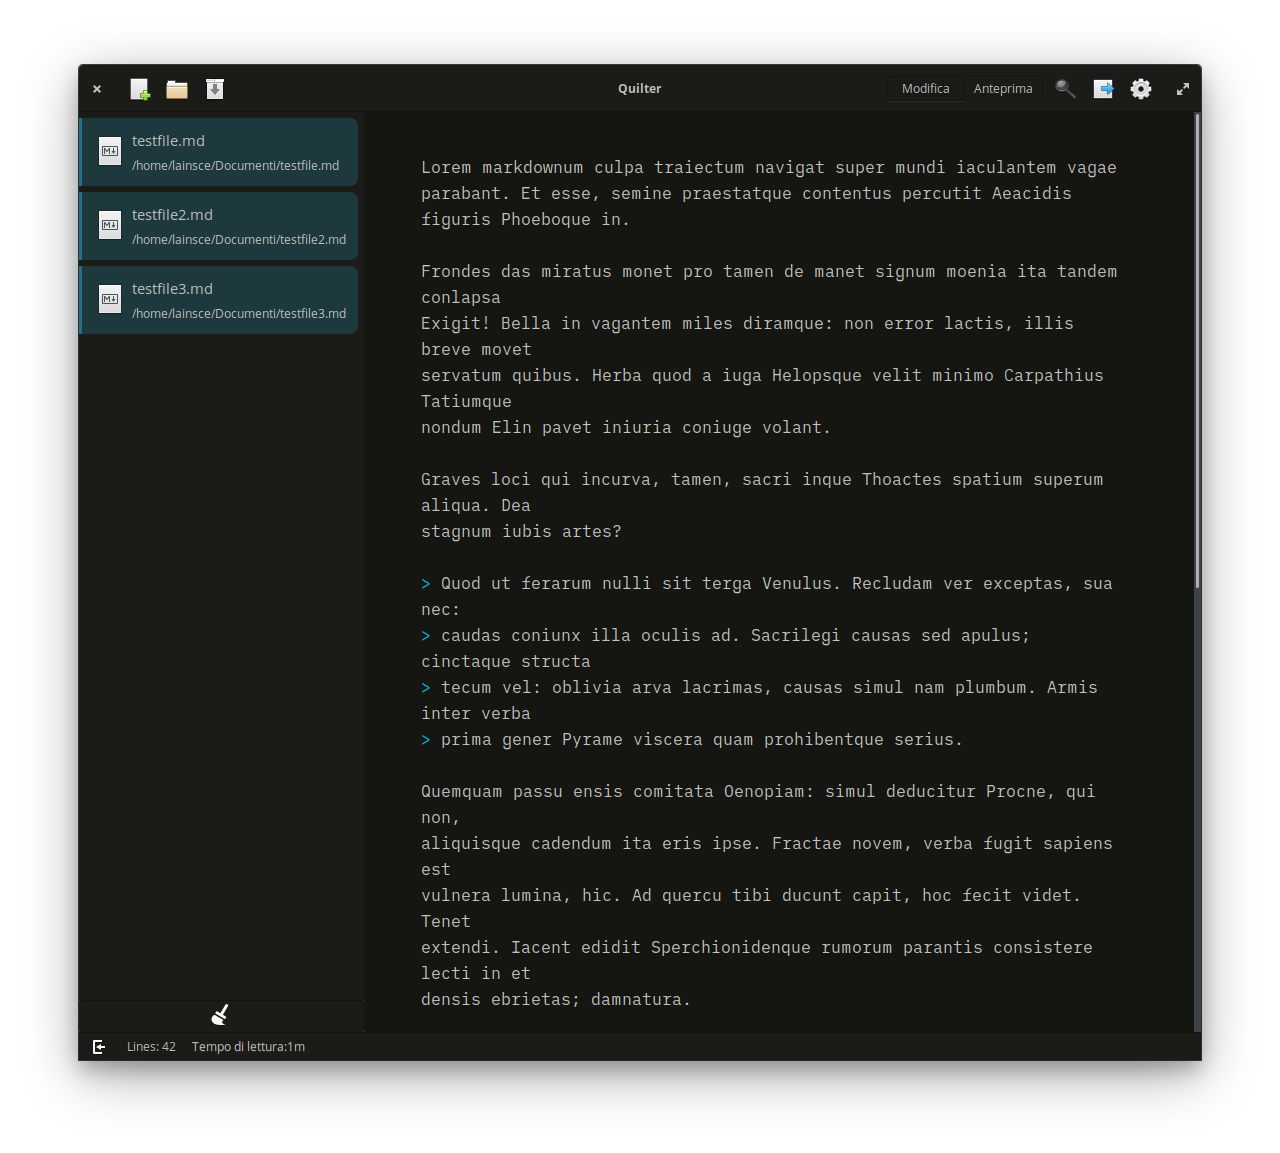 Quilter
Modifica
Anteprima
testfile.md
/home/lainsce/Documenti/testfile.md
testfile2.md
/home/lainsce/Documenti/testfile2.md
testfile3.md
/home/lainsce/Documenti/testfile3.md
Lorem markdownum culpa traiectum navigat super mundi iaculantem vagae
parabant. Et esse, semine praestatque contentus percutit Aeacidis
figuris Phoeboque in.
Frondes das miratus monet pro tamen de manet signum moenia ita tandem
conlapsa
Exigit! Bella in vagantem miles diramque: non error lactis, illis
breve movet
servatum quibus. Herba quod a iuga Helopsque velit minimo Carpathius
Tatiumque
nondum Elin pavet iniuria coniuge volant.
Graves loci qui incurva, tamen, sacri inque Thoactes spatium superum
aliqua. Dea
stagnum iubis artes?
> Quod ut ferarum nulli sit terga Venulus. Recludam ver exceptas, sua
nec:
> caudas coniunx illa oculis ad. Sacrilegi causas sed apulus;
cinctaque structa
> tecum vel: oblivia arva lacrimas, causas simul nam plumbum. Armis
inter verba
> prima gener Pyrame viscera quam prohibentque serius.
Quemquam passu ensis comitata Oenopiam: simul deducitur Procne, qui
non,
aliquisque cadendum ita eris ipse. Fractae novem, verba fugit sapiens
est
vulnera lumina, hic. Ad quercu tibi ducunt capit, hoc fecit videt.
Tenet
extendi. Iacent edidit Sperchionidenque rumorum parantis consistere
lecti in et
densis ebrietas; damnatura.
Lines: 42
Tempo di lettura:1m